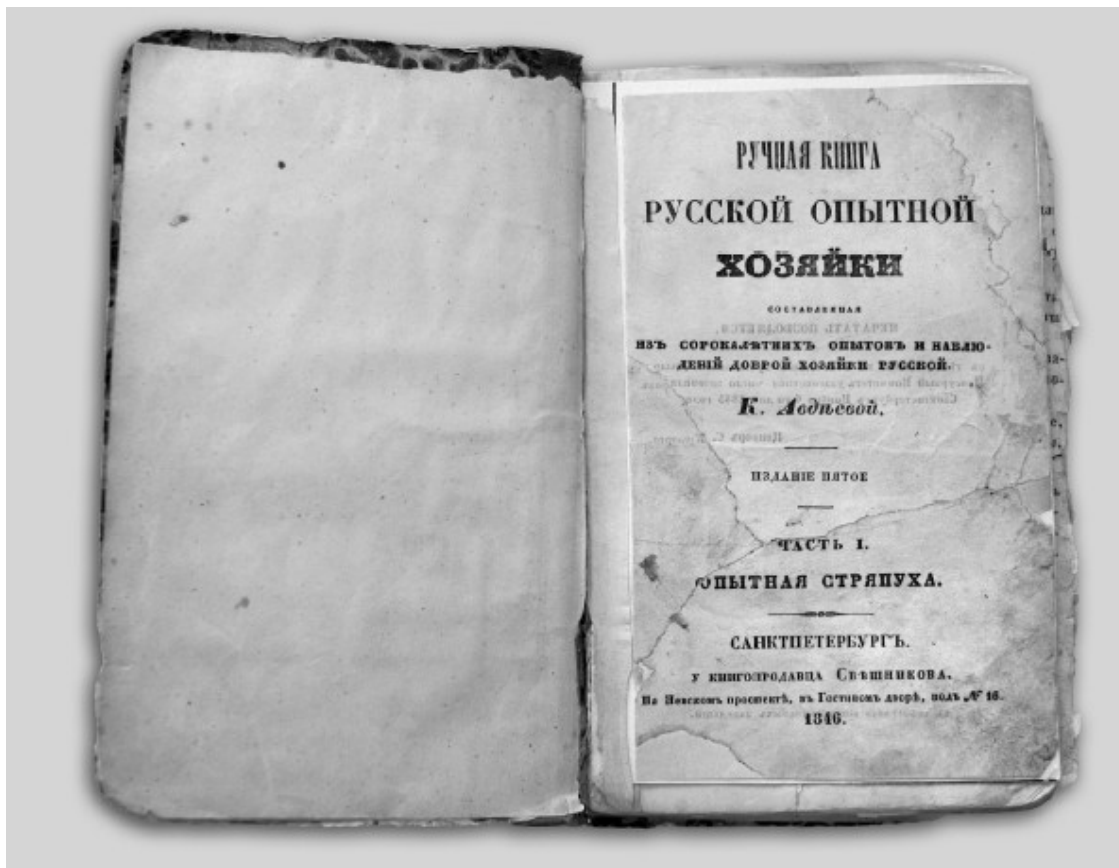 РУЧНАЯ КНИГА
РУССКОЙ ОПЫТНОЙ
ХОЗЯЙКИ
СОСТАВЛЕННАЯ
ИЗЪ СОРОКАЛѢТНИХЪ ОПЫТОВЪ И НАБЛЮ-
ДЕНІЙ ДОБРОЙ ХОЗЯЙКИ РУССКОЙ.
К. Авдѣевой.
ИЗДАНІЕ ПЯТОЕ
ЧАСТЬ I.
ОПЫТНАЯ СТРЯПУХА.
САНКТПЕТЕРБУРГЪ.
У КНИГОПРОДАВЦА СВѢШНИКОВА.
На Невскомъ проспектѣ, въ Гостиномъ дворѣ, подъ № 16.
1846.